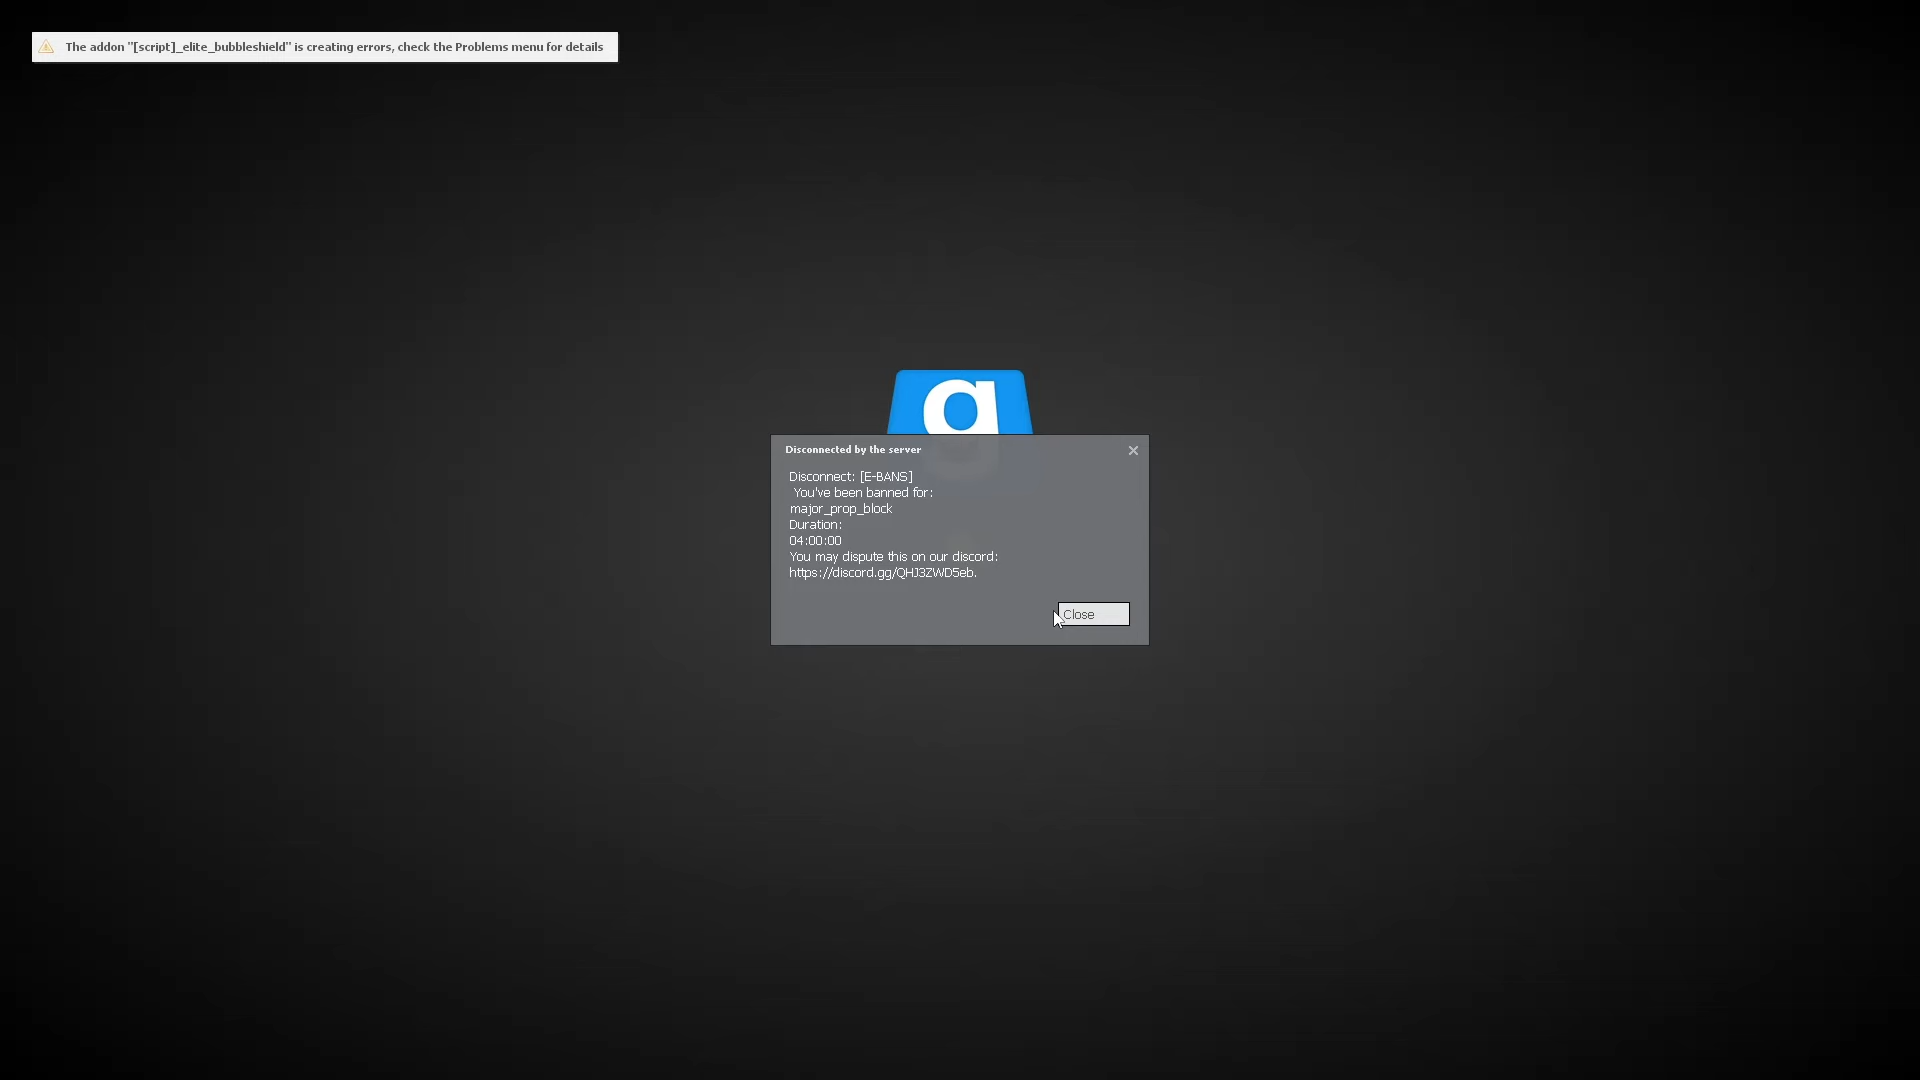 The addon "[script]_elite_bubbleshield" is creating errors, check the Problems menu for details
g
Disconnected by the server
Disconnect: [E-BANS]
You've been banned for:
major_prop_block
Duration:
04:00:00
You may dispute this on our discord:
https://discord.gg/QHJ3ZWD5eb.
Close